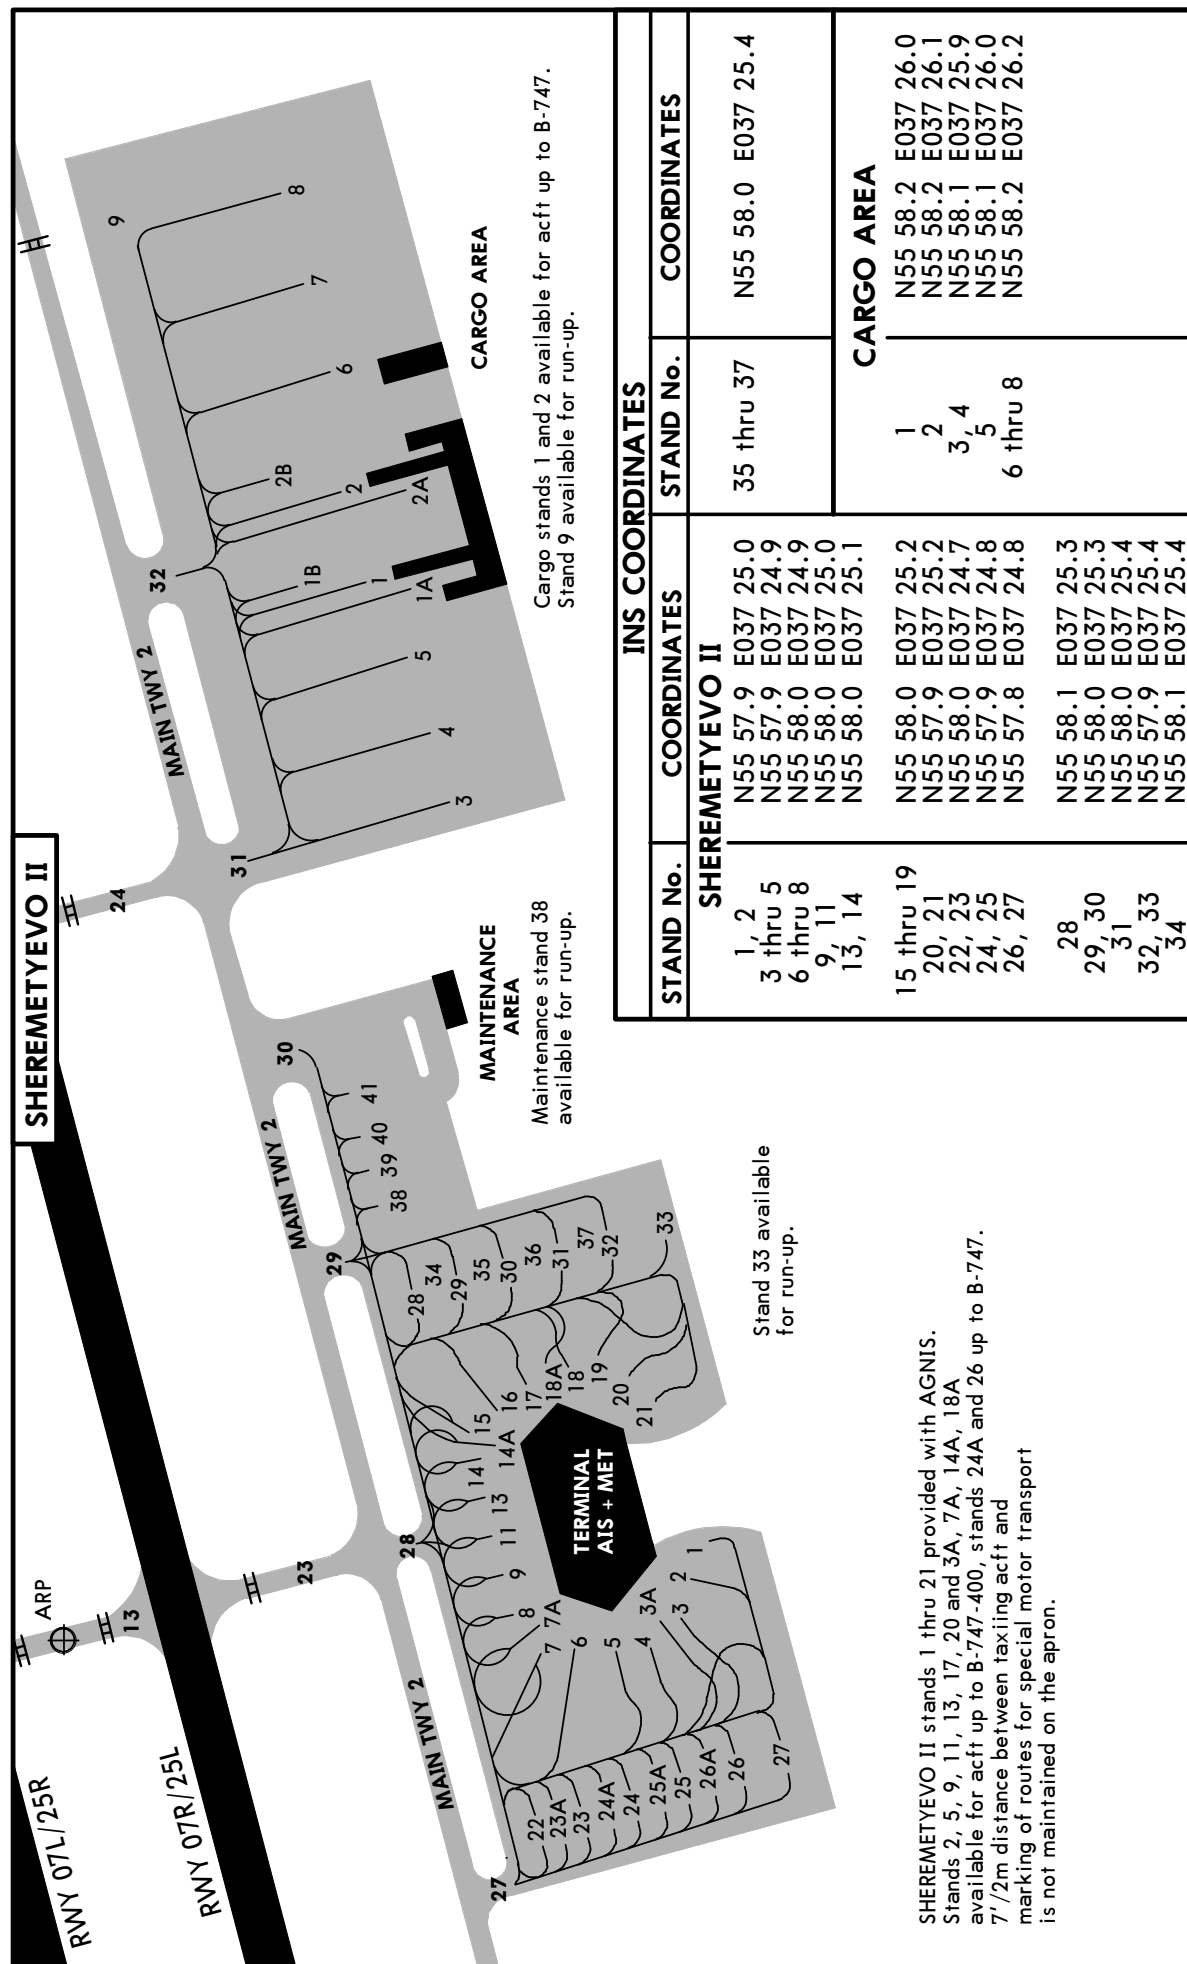 SHEREMETYEVO II
RWY 07L/25R
RWY 07R/25L
ARP
13
23
24
MAIN TWY 2
MAIN TWY 2
MAIN TWY 2
27
28
29
30
31
32
9
8
7
6
2B
2
2A
1B
1
1A
5
4
3
CARGO AREA
Cargo stands 1 and 2 available for acft up to B-747.
Stand 9 available for run-up.
41
40
39
38
MAINTENANCE
AREA
Maintenance stand 38
available for run-up.
28
34
29
35
30
36
31
37
32
33
Stand 33 available
for run-up.
15
16
17
18A
18
19
20
21
14A
14
13
11
9
8
7A
7
6
5
4
3A
3
2
1
TERMINAL
AIS + MET
22
23A
23
24A
24
25A
25
26A
26
27
SHEREMETYEVO II stands 1 thru 21 provided with AGNIS.
Stands 2, 5, 9, 11, 13, 17, 20 and 3A, 7A, 14A, 18A
available for acft up to B-747-400, stands 24A and 26 up to B-747.
7'/2m distance between taxiing acft and
marking of routes for special motor transport
is not maintained on the apron.
INS COORDINATES
STAND No. COORDINATES STAND No. COORDINATES
SHEREMETYEVO II
1, 2 N55 57.9 E037 25.0
3 thru 5 N55 57.9 E037 24.9
6 thru 8 N55 58.0 E037 24.9
9, 11 N55 58.0 E037 25.0
13, 14 N55 58.0 E037 25.1
15 thru 19 N55 58.0 E037 25.2
20, 21 N55 57.9 E037 25.2
22, 23 N55 58.0 E037 24.7
24, 25 N55 57.9 E037 24.8
26, 27 N55 57.8 E037 24.8
28 N55 58.1 E037 25.3
29, 30 N55 58.0 E037 25.3
31 N55 58.0 E037 25.4
32, 33 N55 57.9 E037 25.4
34 N55 58.1 E037 25.4
35 thru 37 N55 58.0 E037 25.4
CARGO AREA
1 N55 58.2 E037 26.0
2 N55 58.2 E037 26.1
3, 4 N55 58.1 E037 25.9
5 N55 58.1 E037 26.0
6 thru 8 N55 58.2 E037 26.2